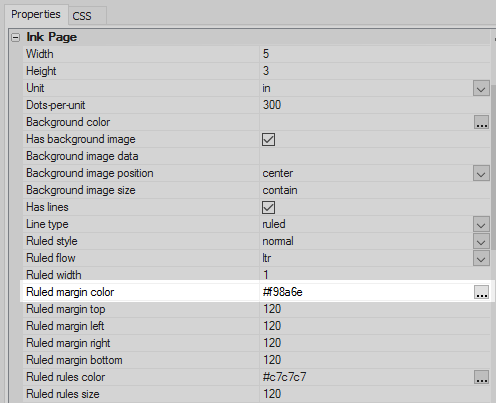 Properties CSS
Ink Page
Width 5
Height 3
Unit in
Dots-per-unit 300
Background color ...
Has background image
Background image data
Background image position center
Background image size contain
Has lines
Line type ruled
Ruled style normal
Ruled flow ltr
Ruled width 1
Ruled margin color #f98a6e ...
Ruled margin top 120
Ruled margin left 120
Ruled margin right 120
Ruled margin bottom 120
Ruled rules color #c7c7c7 ...
Ruled rules size 120